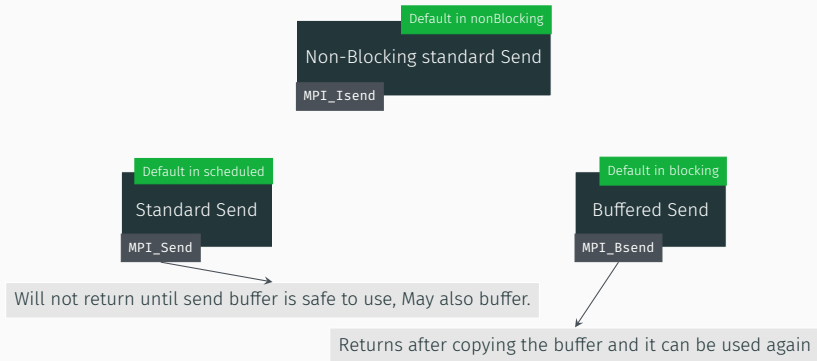 Default in nonBlocking
Non-Blocking standard Send
MPI_Isend
Default in scheduled
Standard Send
MPI_Send
Default in blocking
Buffered Send
MPI_Bsend
Will not return until send buffer is safe to use, May also buffer.
Returns after copying the buffer and it can be used again